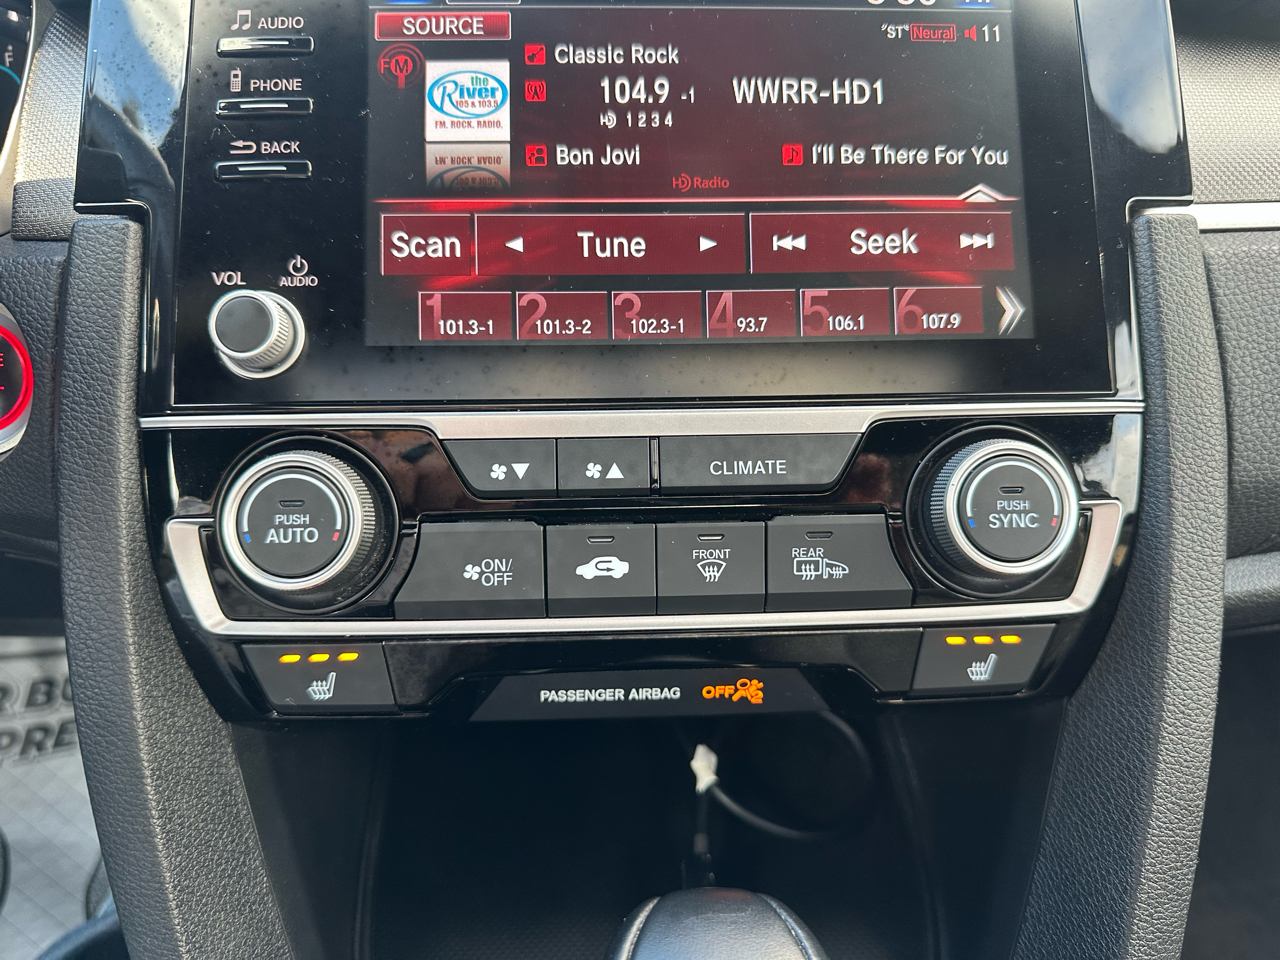 AUDIO
PHONE
BACK
VOL
AUDIO
SOURCE
"ST" Neural 11
FM
the
River
105 & 103.5
FM. ROCK. RADIO.
Classic Rock
104.9 -1 WWRR-HD1
HD 1 2 3 4
Bon Jovi
I'll Be There For You
HD Radio
Scan
Tune
Seek
1 101.3-1
2 101.3-2
3 102.3-1
4 93.7
5 106.1
6 107.9
CLIMATE
PUSH
AUTO
PUSH
SYNC
ON/
OFF
FRONT
REAR
PASSENGER AIRBAG OFF